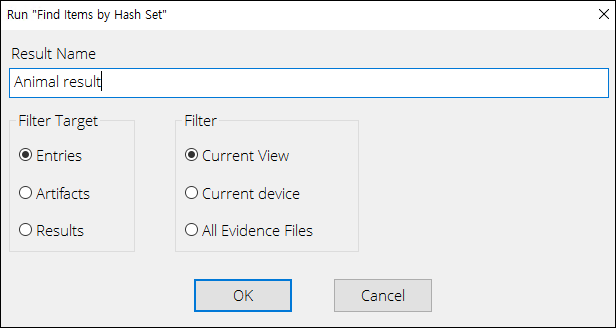 Run "Find Items by Hash Set"
Result Name
Animal result
Filter Target
Entries
Artifacts
Results
Filter
Current View
Current device
All Evidence Files
OK
Cancel